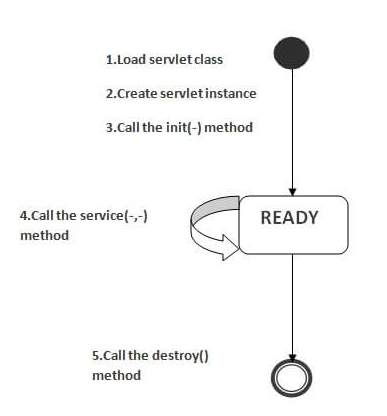 1.Load servlet class
2.Create servlet instance
3.Call the init(-) method
4.Call the service(-,-)
method
READY
5.Call the destroy()
method